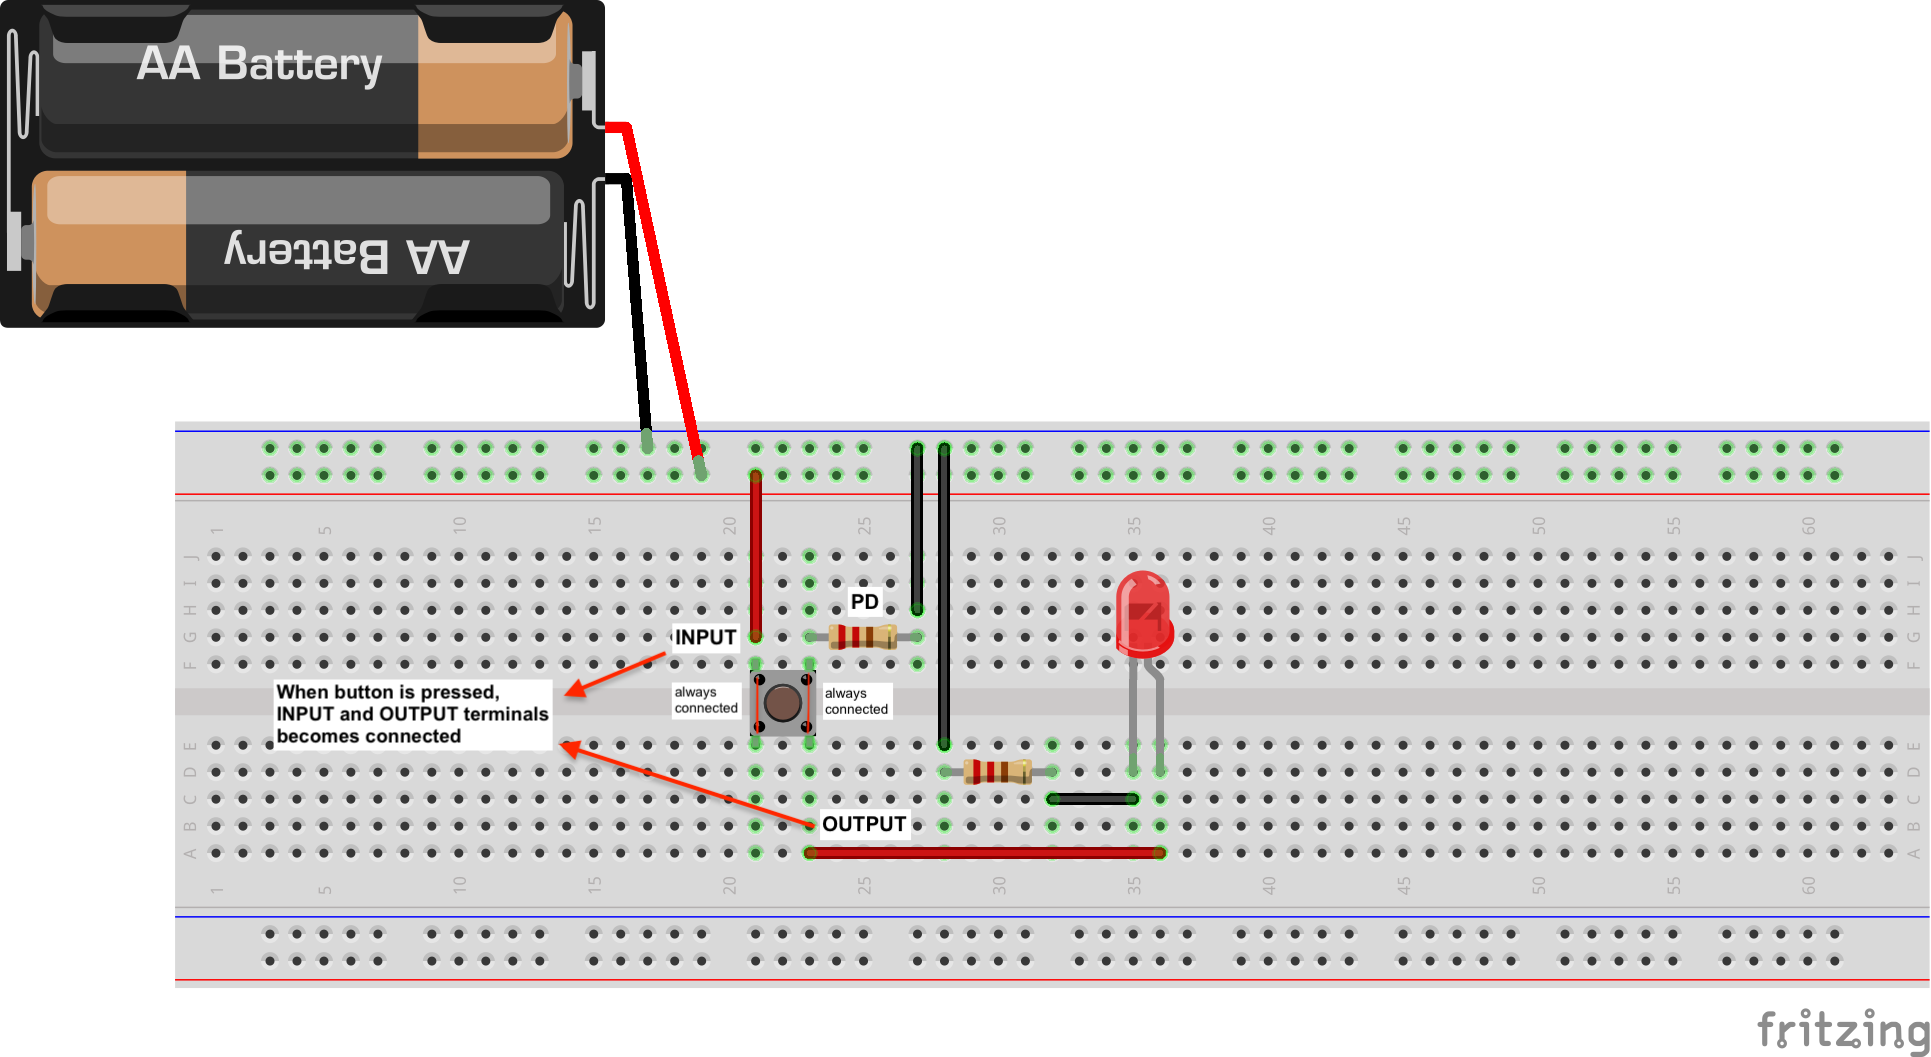 AA Battery
AA Battery
1 5 10 15 20 25 30 35 40 45 50 55 60
J J
I I
H H
PD
INPUT
G G
F F
When button is pressed,
INPUT and OUTPUT terminals
becomes connected
always
connected
always
connected
E E
D D
C C
OUTPUT
B B
A A
1 5 10 15 20 25 30 35 40 45 50 55 60
fritzing